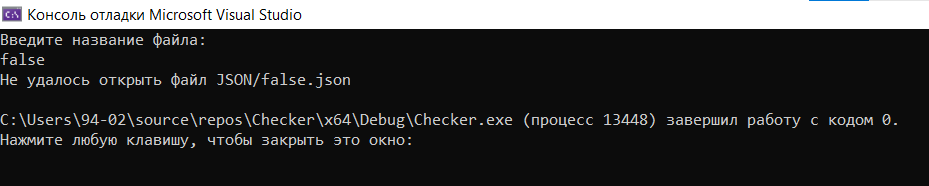 Консоль отладки Microsoft Visual Studio
Введите название файла:
false
Не удалось открыть файл JSON/false.json
C:\Users\94-02\source\repos\Checker\x64\Debug\Checker.exe (процесс 13448) завершил работу с кодом 0.
Нажмите любую клавишу, чтобы закрыть это окно: